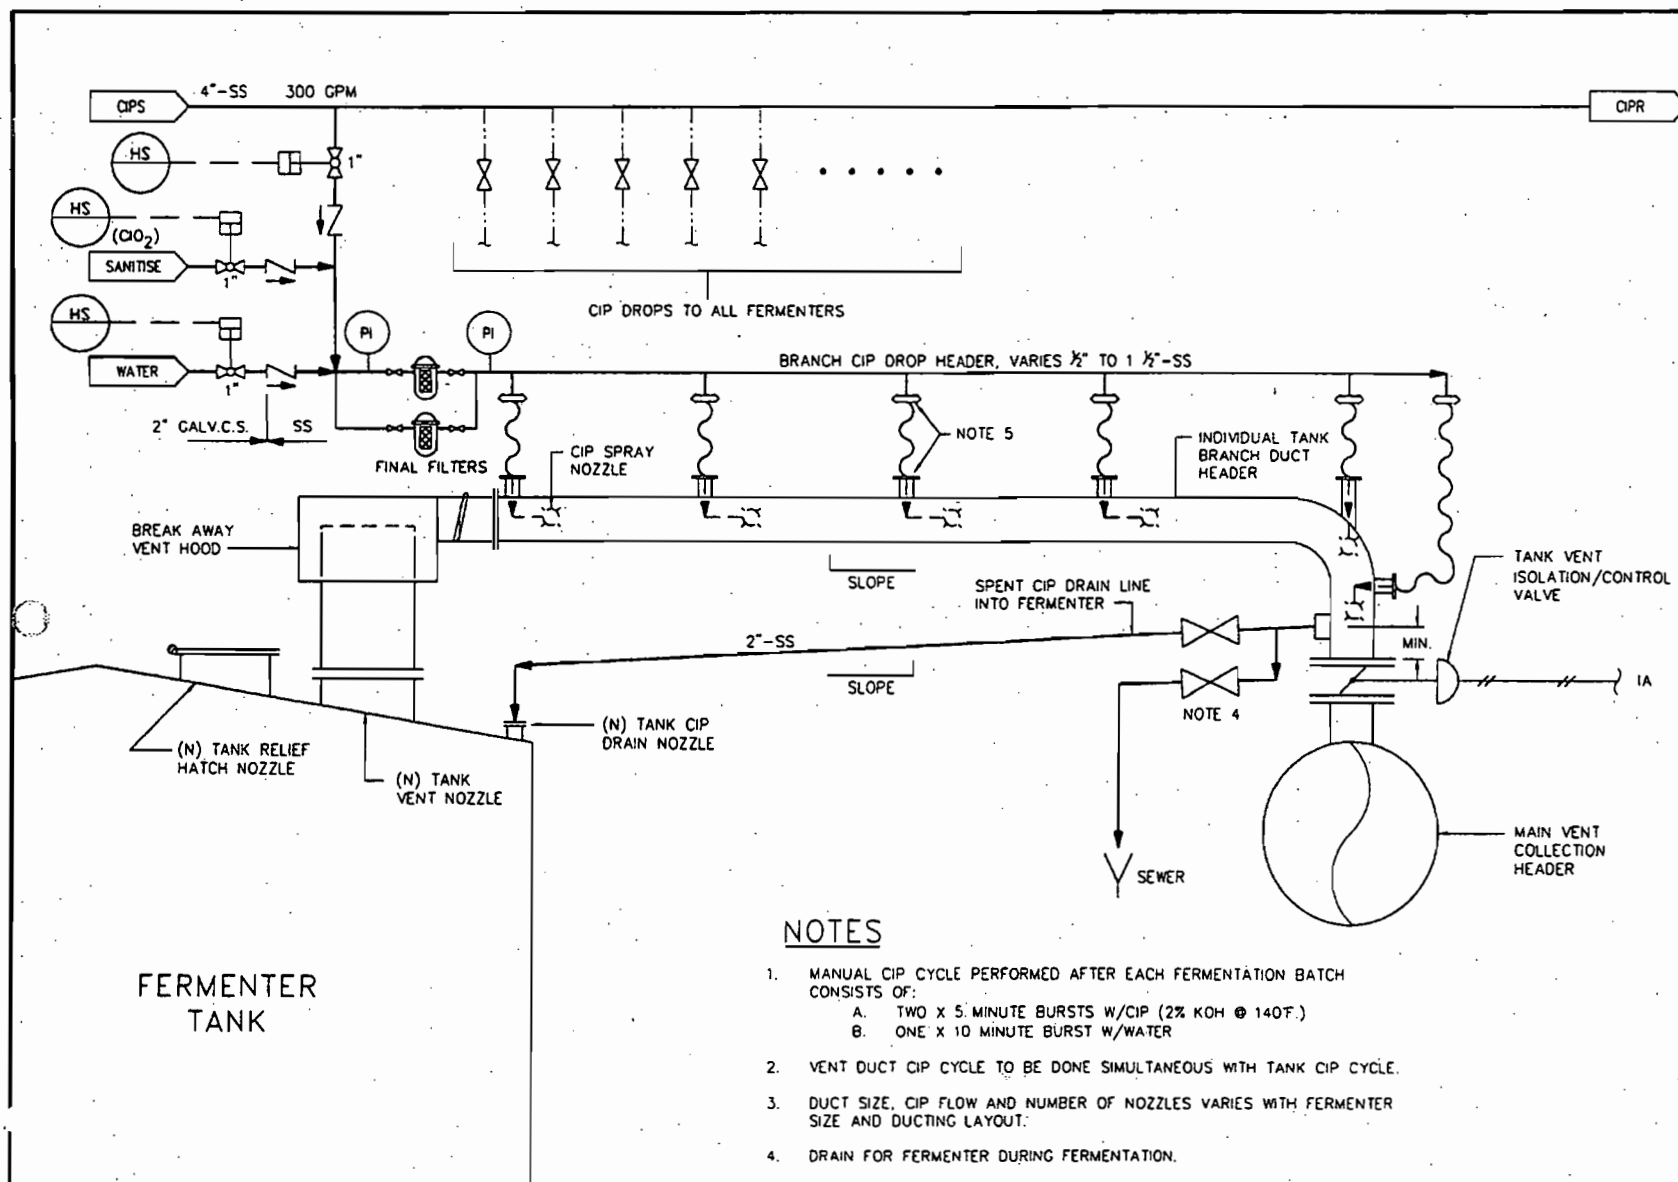 4"-SS 300 GPM
CIPS
CIPR
HS
1"
HS
(ClO2)
SANITISE
1"
CIP DROPS TO ALL FERMENTERS
HS
PI
PI
WATER
1"
BRANCH CIP DROP HEADER, VARIES ½" TO 1 ½"-SS
2" GALV.C.S. SS
FINAL FILTERS
CIP SPRAY
NOZZLE
NOTE 5
INDIVIDUAL TANK
BRANCH DUCT
HEADER
BREAK AWAY
VENT HOOD
SLOPE
SPENT CIP DRAIN LINE
INTO FERMENTER
TANK VENT
ISOLATION/CONTROL
VALVE
2"-SS
MIN.
SLOPE
NOTE 4
IA
(N) TANK RELIEF
HATCH NOZZLE
(N) TANK CIP
DRAIN NOZZLE
(N) TANK
VENT NOZZLE
MAIN VENT
COLLECTION
HEADER
SEWER
FERMENTER
TANK
NOTES
1. MANUAL CIP CYCLE PERFORMED AFTER EACH FERMENTATION BATCH
CONSISTS OF:
A. TWO X 5 MINUTE BURSTS W/CIP (2% KOH @ 140°F.)
B. ONE X 10 MINUTE BURST W/WATER
2. VENT DUCT CIP CYCLE TO BE DONE SIMULTANEOUS WITH TANK CIP CYCLE.
3. DUCT SIZE, CIP FLOW AND NUMBER OF NOZZLES VARIES WITH FERMENTER
SIZE AND DUCTING LAYOUT.
4. DRAIN FOR FERMENTER DURING FERMENTATION.